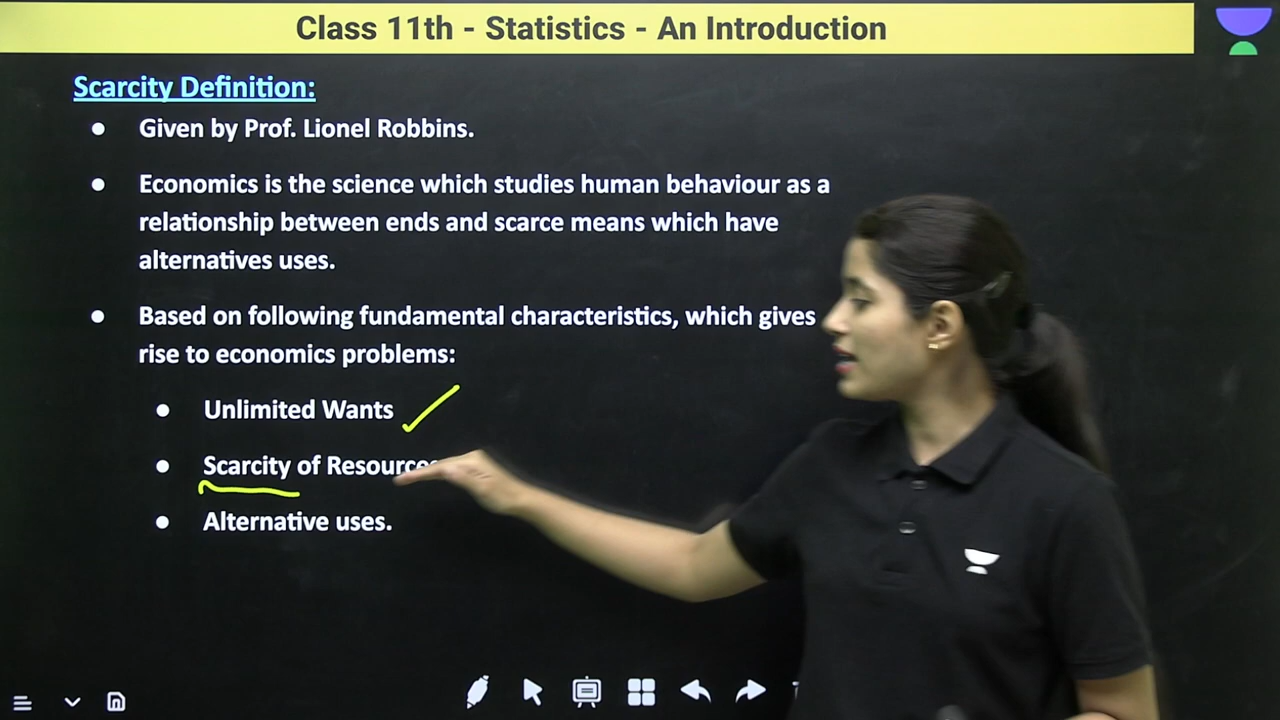 Class 11th - Statistics - An Introduction
Scarcity Definition:
● Given by Prof. Lionel Robbins.
● Economics is the science which studies human behaviour as a
relationship between ends and scarce means which have
alternatives uses.
● Based on following fundamental characteristics, which gives
rise to economics problems:
● Unlimited Wants
● Scarcity of Resources
● Alternative uses.